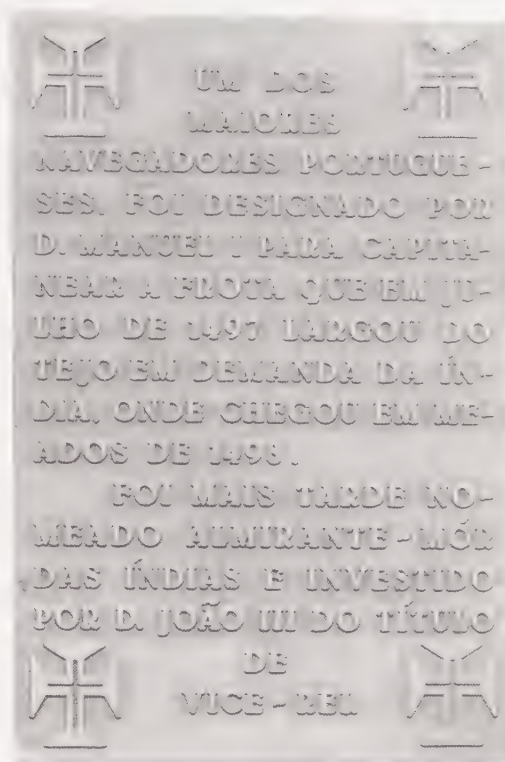 UM DOS
MAIORES
NAVEGADORES PORTUGUE-
SES. FOI DESIGNADO POR
D. MANUEL I PARA CAPITA-
NEAR A FROTA QUE EM JU-
LHO DE 1497 LARGOU DO
TEJO EM DEMANDA DA ÍN-
DIA, ONDE CHEGOU EM ME-
ADOS DE 1498.
FOI MAIS TARDE NO-
MEADO ALMIRANTE-MÓR
DAS ÍNDIAS E INVESTIDO
POR D. JOÃO III DO TÍTULO
DE
VICE-REI